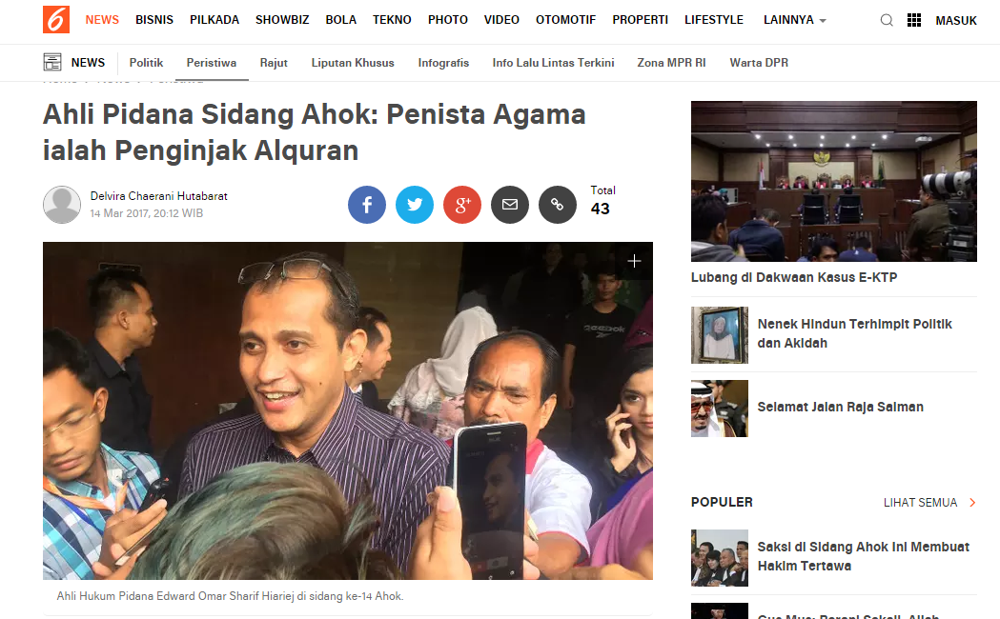 6 NEWS BISNIS PILKADA SHOWBIZ BOLA TEKNO PHOTO VIDEO OTOMOTIF PROPERTI LIFESTYLE LAINNYA MASUK
NEWS Politik Peristiwa Rajut Liputan Khusus Infografis Info Lalu Lintas Terkini Zona MPR RI Warta DPR
Ahli Pidana Sidang Ahok: Penista Agama
ialah Penginjak Alquran
Delvira Chaerani Hutabarat
14 Mar 2017, 20:12 WIB
f
g+
Total
43
Reebok
Ahli Hukum Pidana Edward Omar Sharif Hiariej di sidang ke-14 Ahok.
Lubang di Dakwaan Kasus E-KTP
Nenek Hindun Terhimpit Politik
dan Akidah
Selamat Jalan Raja Salman
POPULER LIHAT SEMUA
Saksi di Sidang Ahok Ini Membuat
Hakim Tertawa